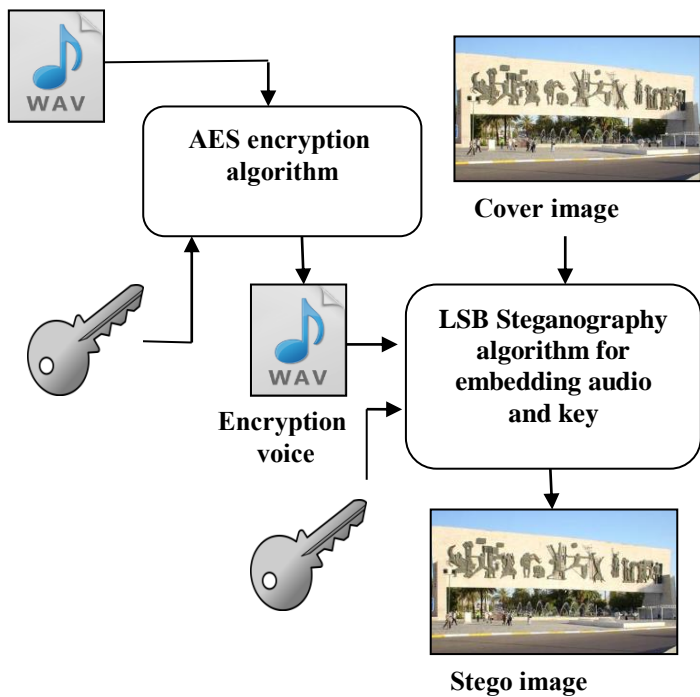 WAV
AES encryption
algorithm
Cover image
WAV
Encryption
voice
LSB Steganography
algorithm for
embedding audio
and key
Stego image